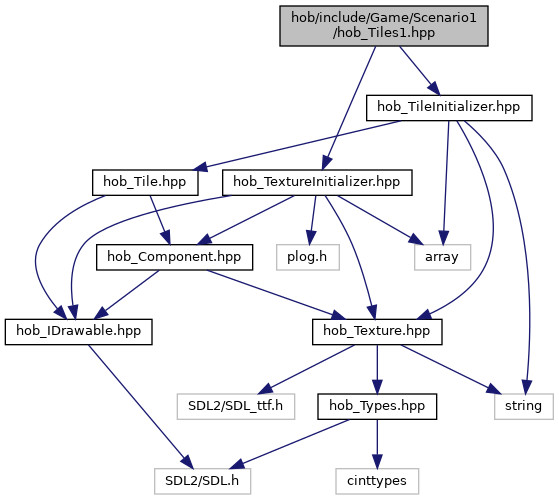 hob/include/Game/Scenario1
/hob_Tiles1.hpp
hob_TileInitializer.hpp
hob_Tile.hpp
hob_TextureInitializer.hpp
hob_Component.hpp
plog.h
array
hob_IDrawable.hpp
hob_Texture.hpp
SDL2/SDL_ttf.h
hob_Types.hpp
string
SDL2/SDL.h
cinttypes